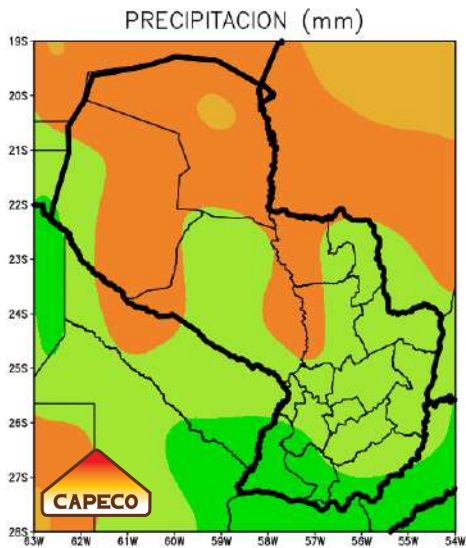 PRECIPITACION (mm)
19S
20S
21S
22S
23S
24S
25S
26S
27S
28S
CAPECO
63W 62W 61W 60W 59W 58W 57W 56W 55W 54W